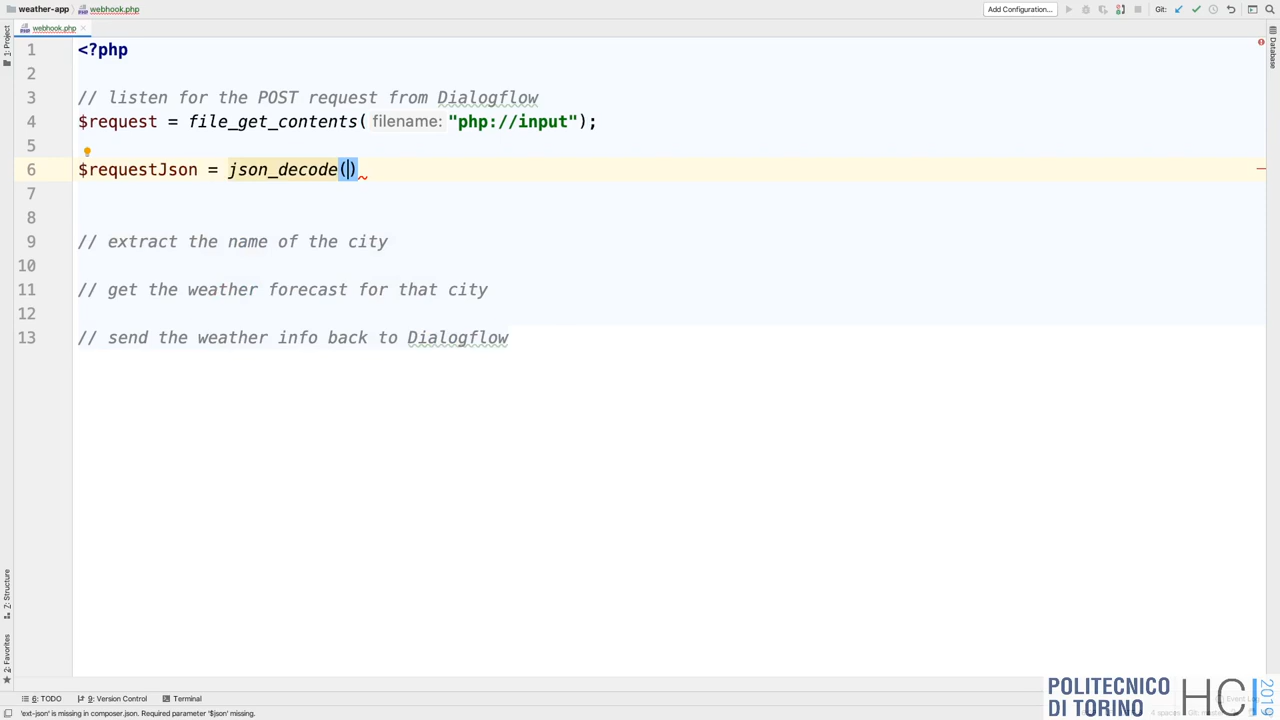 weather-app
webhook.php
Add Configuration...
Git:
webhook.php
1: Project
Database
1 <?php
2
3 // listen for the POST request from Dialogflow
4 $request = file_get_contents( filename: "php://input");
5
6 $requestJson = json_decode()
7
8
9 // extract the name of the city
10
11 // get the weather forecast for that city
12
13 // send the weather info back to Dialogflow
Z: Structure
2: Favorites
6: TODO
9: Version Control
Terminal
'ext-json' is missing in composer.json. Required parameter '$json' missing.
POLITECNICO
DI TORINO
HCI
2019